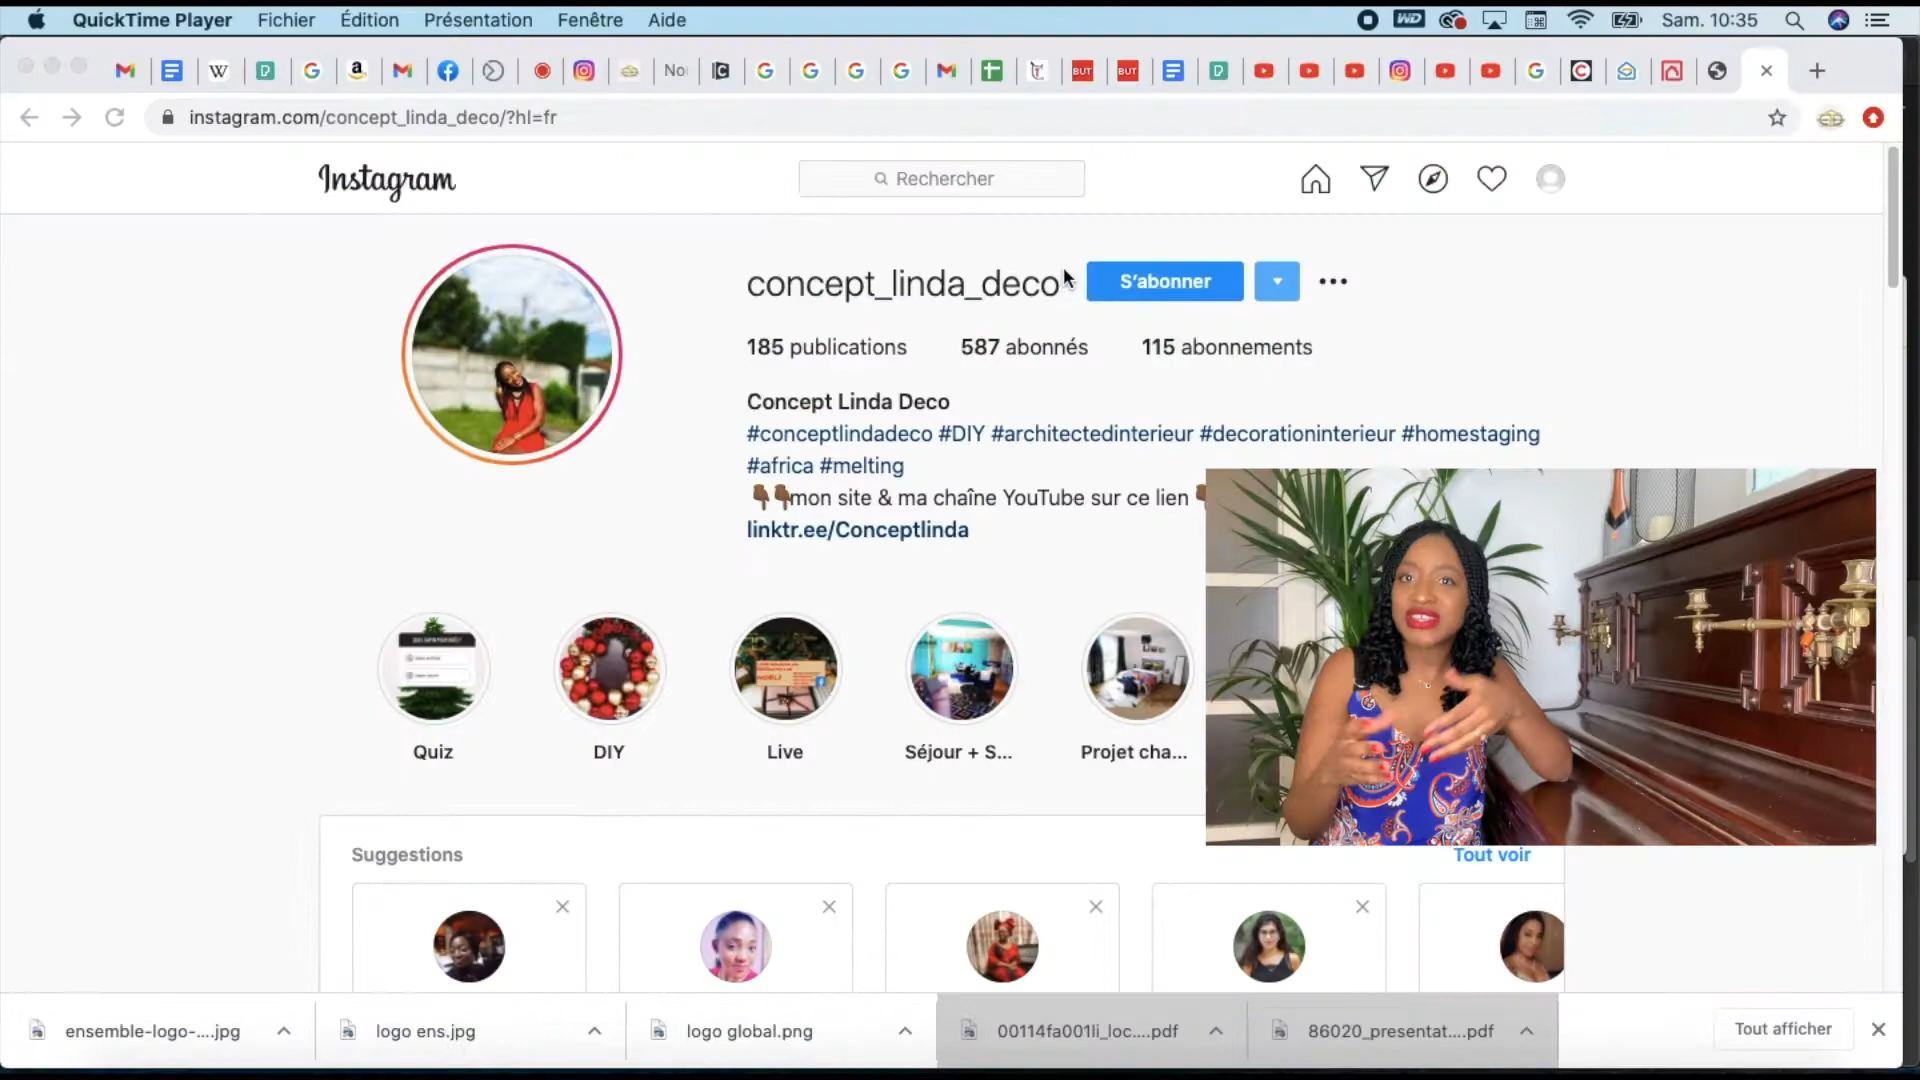 QuickTime Player Fichier Édition Présentation Fenêtre Aide Sam. 10:35
No
instagram.com/concept_linda_deco/?hl=fr
Instagram
Rechercher
concept_linda_deco S'abonner
185 publications 587 abonnés 115 abonnements
Concept Linda Deco
#conceptlindadeco #DIY #architectedinterieur #decorationinterieur #homestaging
#africa #melting
mon site & ma chaîne YouTube sur ce lien
linktr.ee/Conceptlinda
Quiz DIY Live Séjour + S... Projet cha...
Suggestions Tout voir
ensemble-logo-....jpg logo ens.jpg logo global.png 00114fa001li_loc....pdf 86020_presentat....pdf Tout afficher